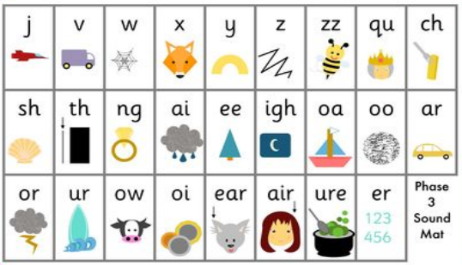 j v w x y z zz qu ch
sh th ng ai ee igh oa oo ar
or ur ow oi ear air ure er
123
456
Phase
3
Sound
Mat